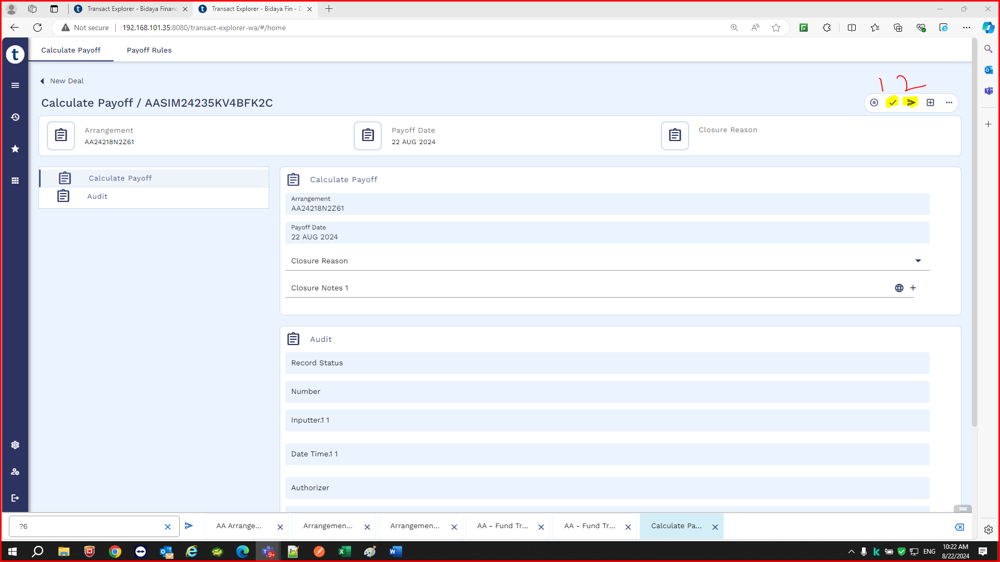 Transact Explorer - Bidaya Financ
Transact Explorer - Bidaya Fin - D
Not secure
192.168.101.35:8080/transact-explorer-wa/#/home
t
Calculate Payoff
Payoff Rules
New Deal
1 2
Calculate Payoff / AASIM24235KV4BFK2C
Arrangement
AA24218N2Z61
Payoff Date
22 AUG 2024
Closure Reason
Calculate Payoff
Audit
Calculate Payoff
Arrangement
AA24218N2Z61
Payoff Date
22 AUG 2024
Closure Reason
Closure Notes 1
Audit
Record Status
Number
Inputter.1 1
Date Time.1 1
Authorizer
?6
AA Arrange...
Arrangemen...
Arrangemen...
AA - Fund Tr...
AA - Fund Tr...
Calculate Pa...
9+
ENG
10:22 AM
8/22/2024